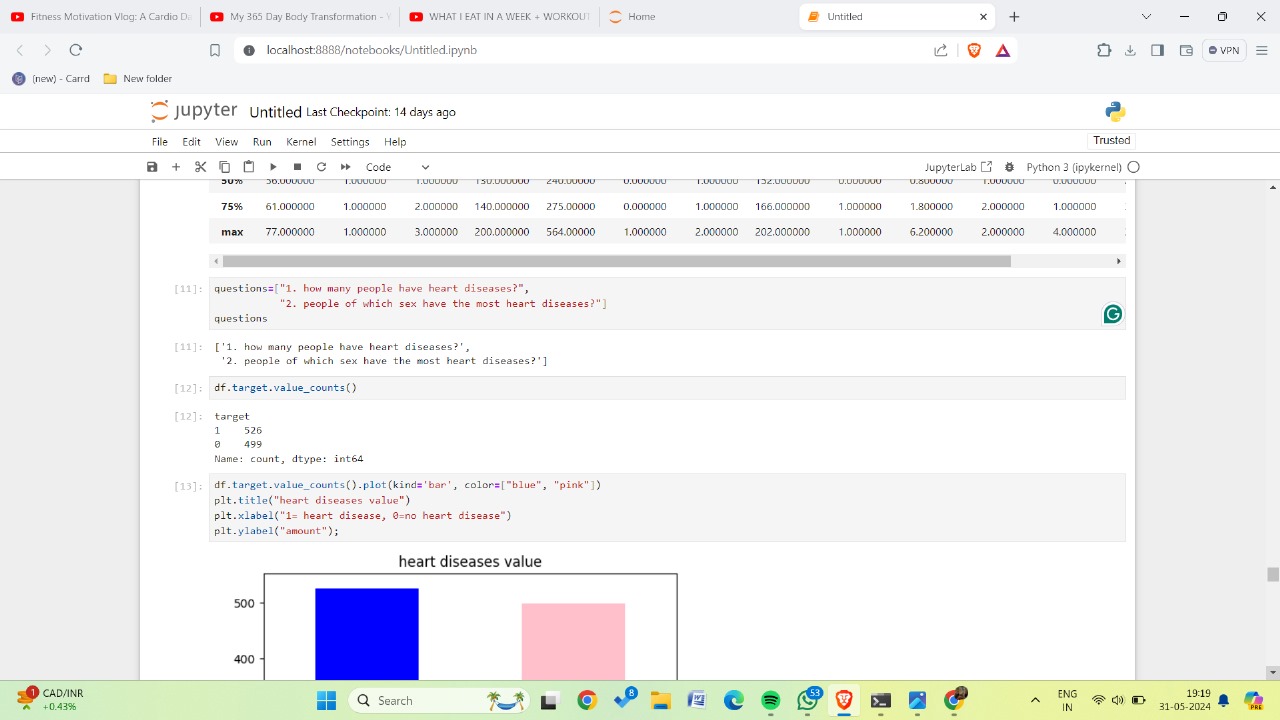 Fitness Motivation Vlog: A Cardio Da
My 365 Day Body Transformation - Y
WHAT I EAT IN A WEEK + WORKOUT
Home
Untitled
localhost:8888/notebooks/Untitled.ipynb
VPN
(new) - Carrd
New folder
jupyter Untitled Last Checkpoint: 14 days ago
File Edit View Run Kernel Settings Help
Trusted
Code
JupyterLab
Python 3 (ipykernel)
50% 56.000000 1.000000 1.000000 130.000000 240.00000 0.000000 1.000000 152.000000 0.000000 0.800000 1.000000 0.000000
75% 61.000000 1.000000 2.000000 140.000000 275.00000 0.000000 1.000000 166.000000 1.000000 1.800000 2.000000 1.000000
max 77.000000 1.000000 3.000000 200.000000 564.00000 1.000000 2.000000 202.000000 1.000000 6.200000 2.000000 4.000000
[11]: questions=["1. how many people have heart diseases?",
"2. people of which sex have the most heart diseases?"]
questions
[11]: ['1. how many people have heart diseases?',
'2. people of which sex have the most heart diseases?']
[12]: df.target.value_counts()
[12]: target
1 526
0 499
Name: count, dtype: int64
[13]: df.target.value_counts().plot(kind='bar', color=["blue", "pink"])
plt.title("heart diseases value")
plt.xlabel("1= heart disease, 0=no heart disease")
plt.ylabel("amount");
heart diseases value
500
400
1
CAD/INR
+0.43%
Search
8
53
ENG
IN
19:19
31-05-2024
PRE